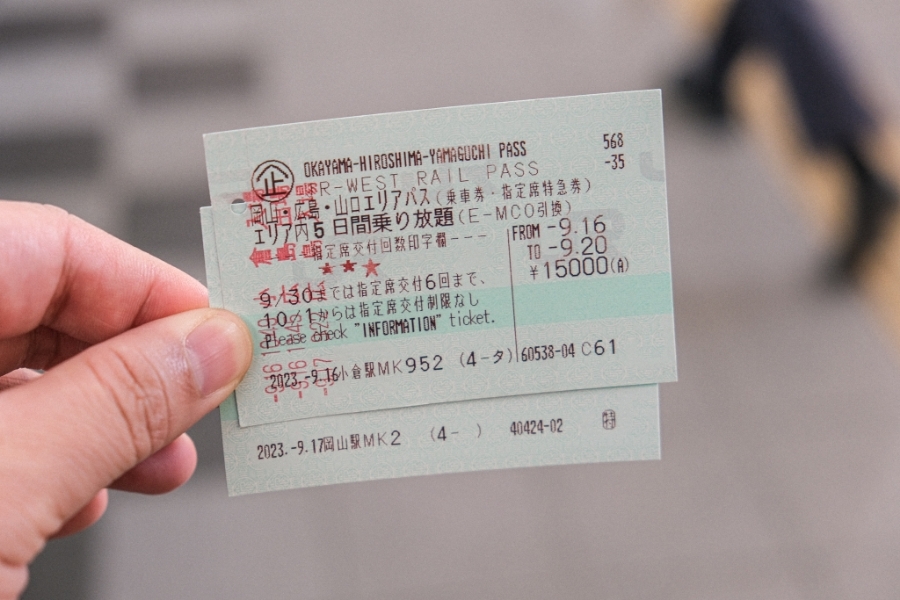 OKAYAMA-HIROSHIMA-YAMAGUCHI PASS 568
-35
企 JR-WEST RAIL PASS
岡山・広島・山口エリアパス(乗車券・指定席特急券)
エリア内5日間乗り放題(E-MCO引換)
指定席交付回数印字欄---
FROM -9.16
TO -9.20
¥15000(A)
★★★
9/30までは指定席交付6回まで、
10/1からは指定席交付制限なし
Please check "INFORMATION" ticket.
2023.-9.16小倉駅MK952 (4-タ) 60538-04 C61
2023.-9.17岡山駅MK2 (4- ) 40424-02